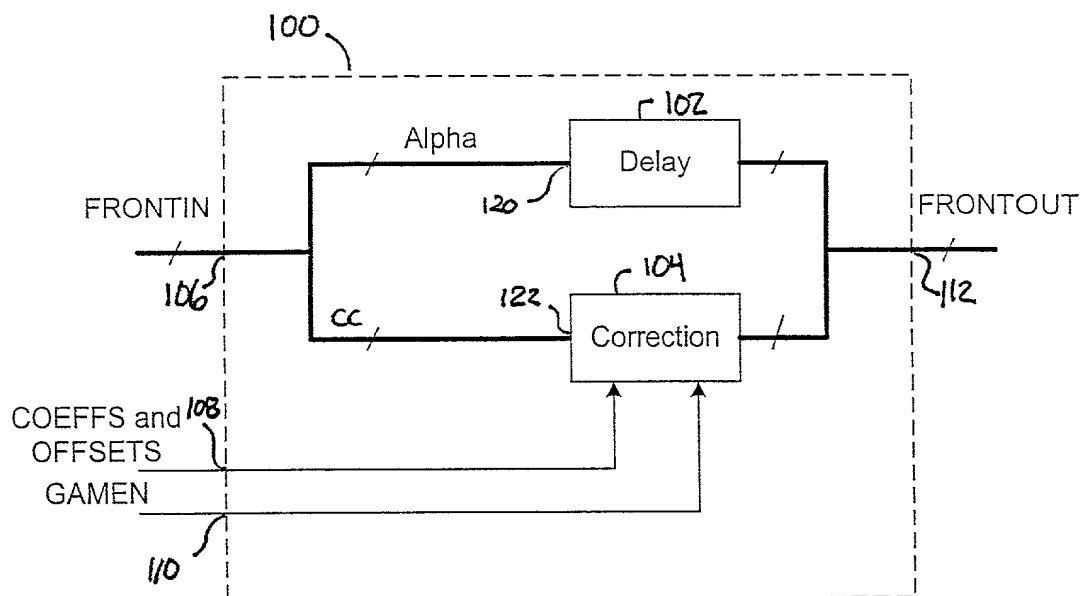 100
102
Alpha
Delay
120
FRONTIN
FRONTOUT
106
112
104
122
CC
Correction
COEFFS and 108
OFFSETS
GAMEN
110